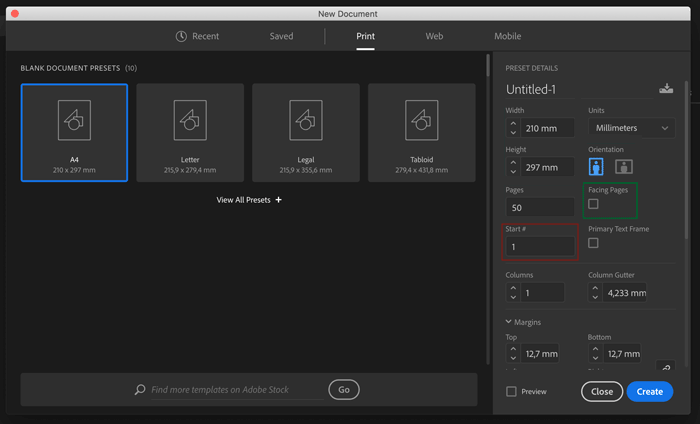 New Document
Recent Saved Print Web Mobile
BLANK DOCUMENT PRESETS (10)
A4
210 x 297 mm
Letter
215,9 x 279,4 mm
Legal
215,9 x 355,6 mm
Tabloid
279,4 x 431,8 mm
View All Presets +
Find more templates on Adobe Stock
Go
PRESET DETAILS
Untitled-1
Width Units
210 mm Millimeters
Height Orientation
297 mm
Pages Facing Pages
50
Start # Primary Text Frame
1
Columns Column Gutter
1 4,233 mm
Margins
Top Bottom
12,7 mm 12,7 mm
Preview Close Create